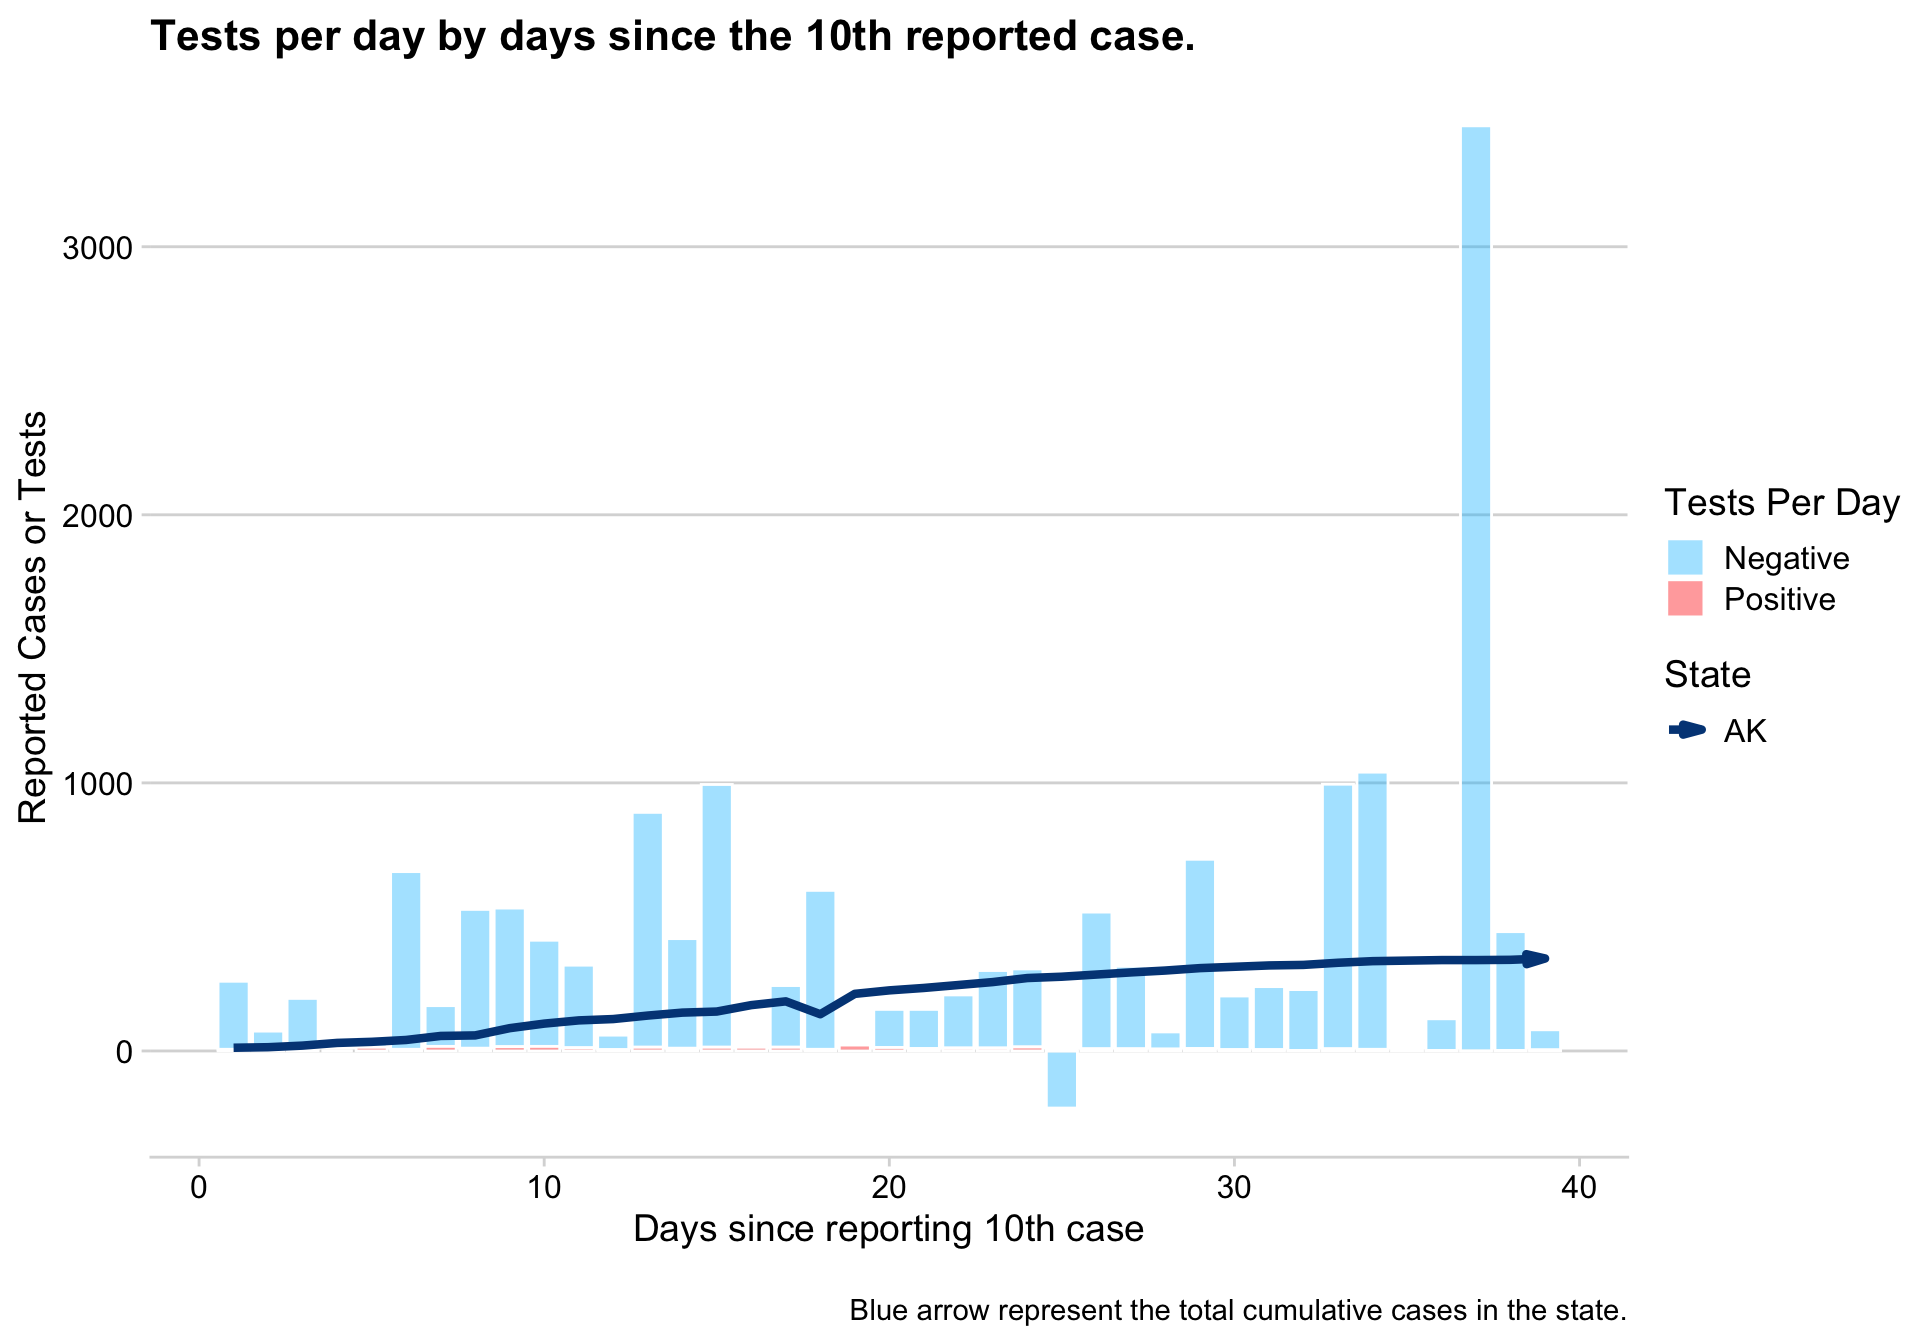 Tests per day by days since the 10th reported case.
Reported Cases or Tests
3000
2000
1000
0
0 10 20 30 40
Days since reporting 10th case
Tests Per Day
Negative
Positive
State
AK
Blue arrow represent the total cumulative cases in the state.